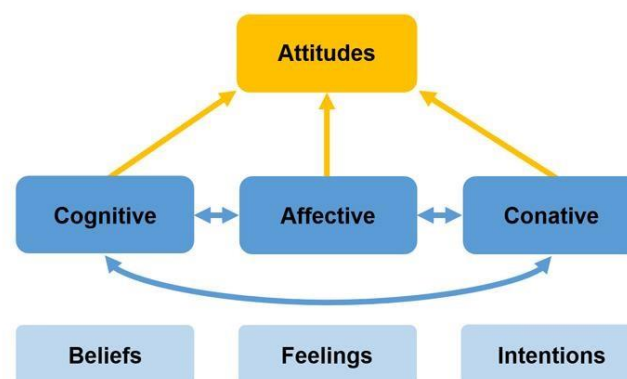 Attitudes
Cognitive
Affective
Conative
Beliefs
Feelings
Intentions